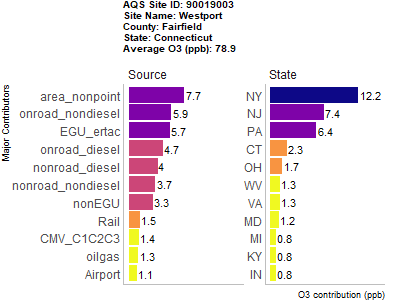 AQS Site ID: 90019003
Site Name: Westport
County: Fairfield
State: Connecticut
Average O3 (ppb): 78.9
Major Contributors
Source
area_nonpoint 7.7
onroad_nondiesel 5.9
EGU_ertac 5.7
onroad_diesel 4.7
nonroad_diesel 4
nonroad_nondiesel 3.7
nonEGU 3.3
Rail 1.5
CMV_C1C2C3 1.4
oilgas 1.3
Airport 1.1
State
NY 12.2
NJ 7.4
PA 6.4
CT 2.3
OH 1.7
WV 1.3
VA 1.3
MD 1.2
MI 0.8
KY 0.8
IN 0.8
O3 contribution (ppb)